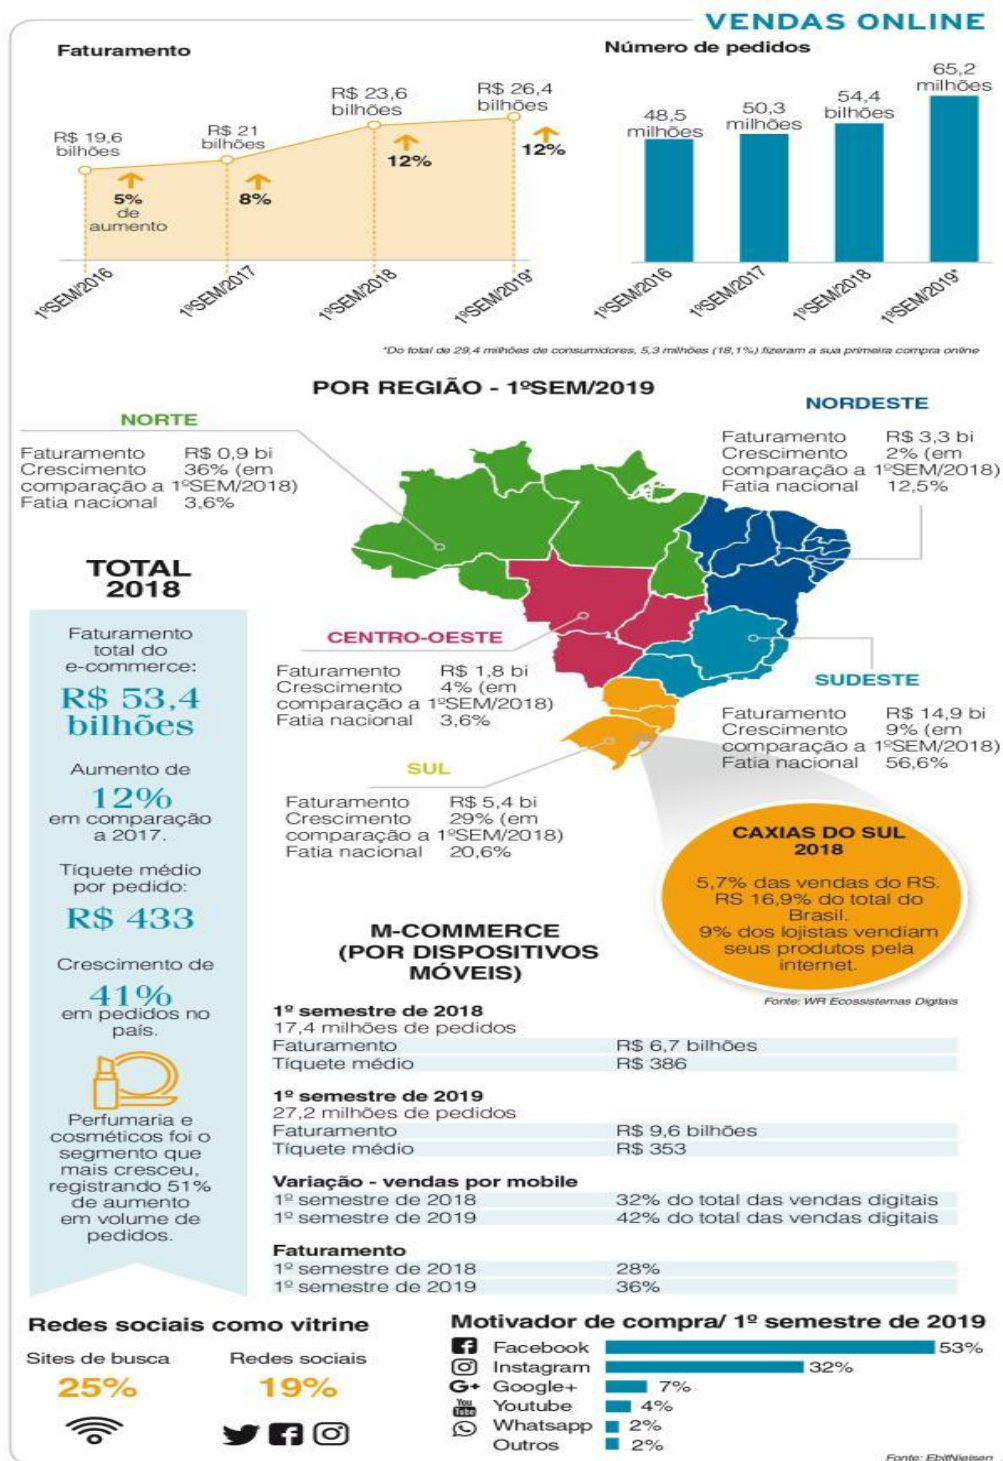 VENDAS ONLINE
Faturamento
R$ 19,6
bilhões
R$ 21
bilhões
R$ 23,6
bilhões
R$ 26,4
bilhões
5%
de
aumento
8%
12%
12%
1ºSEM/2016
1ºSEM/2017
1ºSEM/2018
1ºSEM/2019*
Número de pedidos
48,5
milhões
50,3
milhões
54,4
bilhões
65,2
milhões
1ºSEM/2016
1ºSEM/2017
1ºSEM/2018
1ºSEM/2019*
*Do total de 29,4 milhões de consumidores, 5,3 milhões (18,1%) fizeram a sua primeira compra online
POR REGIÃO - 1ºSEM/2019
NORTE
Faturamento R$ 0,9 bi
Crescimento 36% (em
comparação a 1ºSEM/2018)
Fatia nacional 3,6%
NORDESTE
Faturamento R$ 3,3 bi
Crescimento 2% (em
comparação a 1ºSEM/2018)
Fatia nacional 12,5%
CENTRO-OESTE
Faturamento R$ 1,8 bi
Crescimento 4% (em
comparação a 1ºSEM/2018)
Fatia nacional 3,6%
SUDESTE
Faturamento R$ 14,9 bi
Crescimento 9% (em
comparação a 1ºSEM/2018)
Fatia nacional 56,6%
SUL
Faturamento R$ 5,4 bi
Crescimento 29% (em
comparação a 1ºSEM/2018)
Fatia nacional 20,6%
CAXIAS DO SUL
2018
5,7% das vendas do RS.
RS 16,9% do total do
Brasil.
9% dos lojistas vendiam
seus produtos pela
internet.
Fonte: WR Ecossistemas Digitais
TOTAL
2018
Faturamento
total do
e-commerce:
R$ 53,4
bilhões
Aumento de
12%
em comparação
a 2017.
Tíquete médio
por pedido:
R$ 433
Crescimento de
41%
em pedidos no
país.
Perfumaria e
cosméticos foi o
segmento que
mais cresceu,
registrando 51%
de aumento
em volume de
pedidos.
M-COMMERCE
(POR DISPOSITIVOS
MÓVEIS)
1º semestre de 2018
17,4 milhões de pedidos
Faturamento R$ 6,7 bilhões
Tíquete médio R$ 386
1º semestre de 2019
27,2 milhões de pedidos
Faturamento R$ 9,6 bilhões
Tíquete médio R$ 353
Variação - vendas por mobile
1º semestre de 2018 32% do total das vendas digitais
1º semestre de 2019 42% do total das vendas digitais
Faturamento
1º semestre de 2018 28%
1º semestre de 2019 36%
Redes sociais como vitrine
Sites de busca
25%
Redes sociais
19%
Motivador de compra/ 1º semestre de 2019
Facebook 53%
Instagram 32%
G+ Google+ 7%
You Tube Youtube 4%
Whatsapp 2%
Outros 2%
Fonte: Ebit/Nielsen